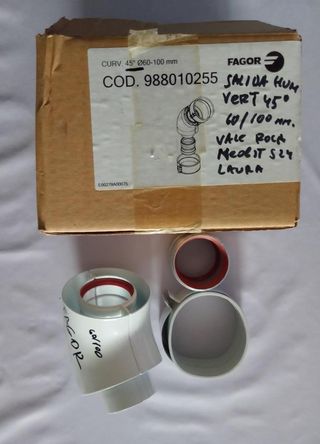 CURV. 45° Ø60-100 mm
FAGOR
COD. 988010255
SALIDA HUM
VERT 45°
60/100 mm.
VALE ROCA
S24
LAURA
FAGOR
60/100